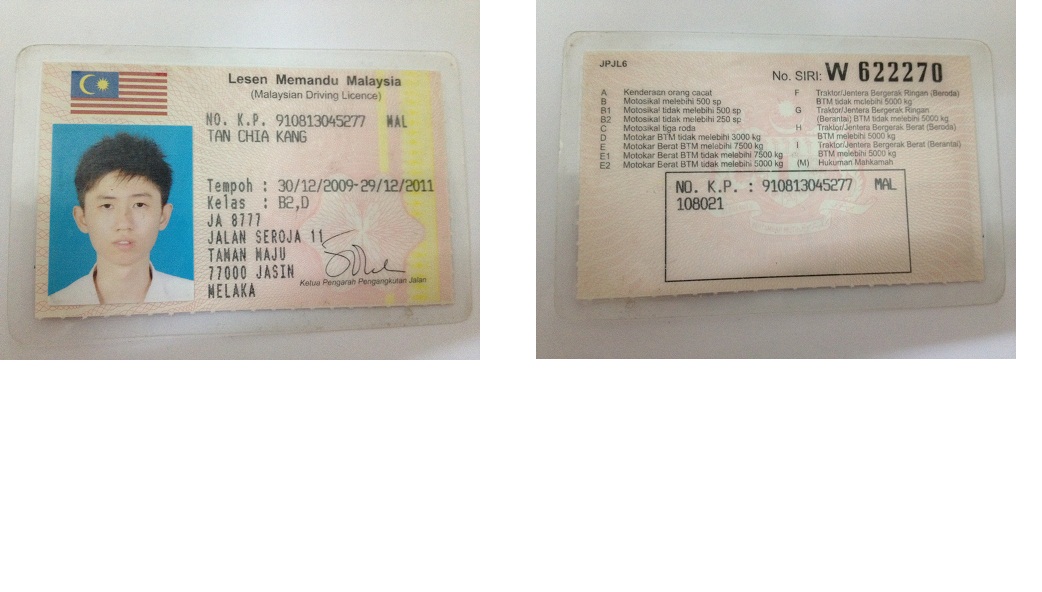 Lesen Memandu Malaysia
(Malaysian Driving Licence)
NO. K.P. 910813045277 MAL
TAN CHIA KANG
Tempoh : 30/12/2009-29/12/2011
Kelas : B2,D
JA 8777
JALAN SEROJA 11
TAMAN MAJU
77000 JASIN
MELAKA
Ketua Pengarah Pengangkutan Jalan
JPJL6
No. SIRI: W 622270
A Kenderaan orang cacat
B Motosikal melebihi 500 sp
B1 Motosikal tidak melebihi 500 sp
B2 Motosikal tidak melebihi 250 sp
C Motosikal tiga roda
D Motokar BTM tidak melebihi 3000 kg
E Motokar Berat BTM melebihi 7500 kg
E1 Motokar Berat BTM tidak melebihi 7500 kg
E2 Motokar Berat BTM tidak melebihi 5000 kg
F Traktor/Jentera Bergerak Ringan (Beroda)
BTM tidak melebihi 5000 kg
G Traktor/Jentera Bergerak Ringan
(Berantai) BTM tidak melebihi 5000 kg
H Traktor/Jentera Bergerak Berat (Beroda)
BTM melebihi 5000 kg
I Traktor/Jentera Bergerak Berat (Berantai)
BTM melebihi 5000 kg
(M) Hukuman Mahkamah
NO. K.P. : 910813045277 MAL
108021